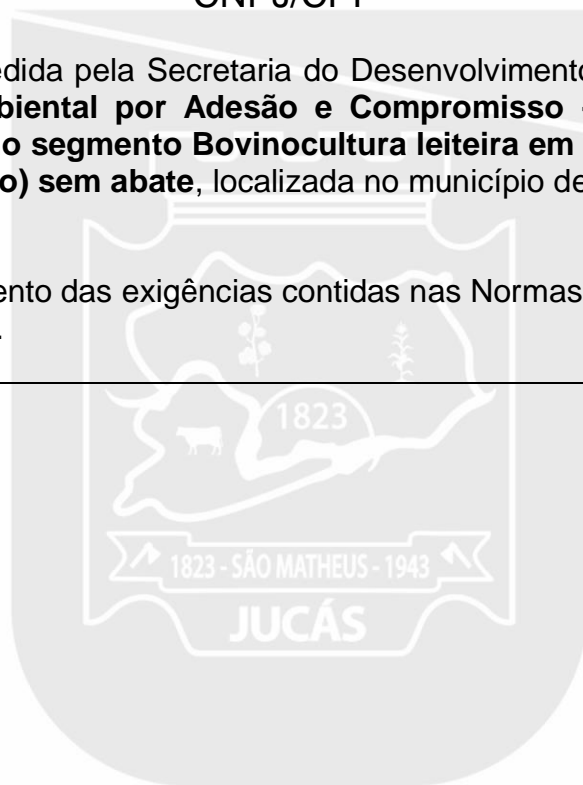 CNPJ/CPF
edida pela Secretaria do Desenvolvimento
biental por Adesão e Compromisso -
o segmento Bovinocultura leiteira em
o) sem abate, localizada no município de
ento das exigências contidas nas Normas
.
1823
1823 - SÃO MATHEUS - 1943
JUCÁS